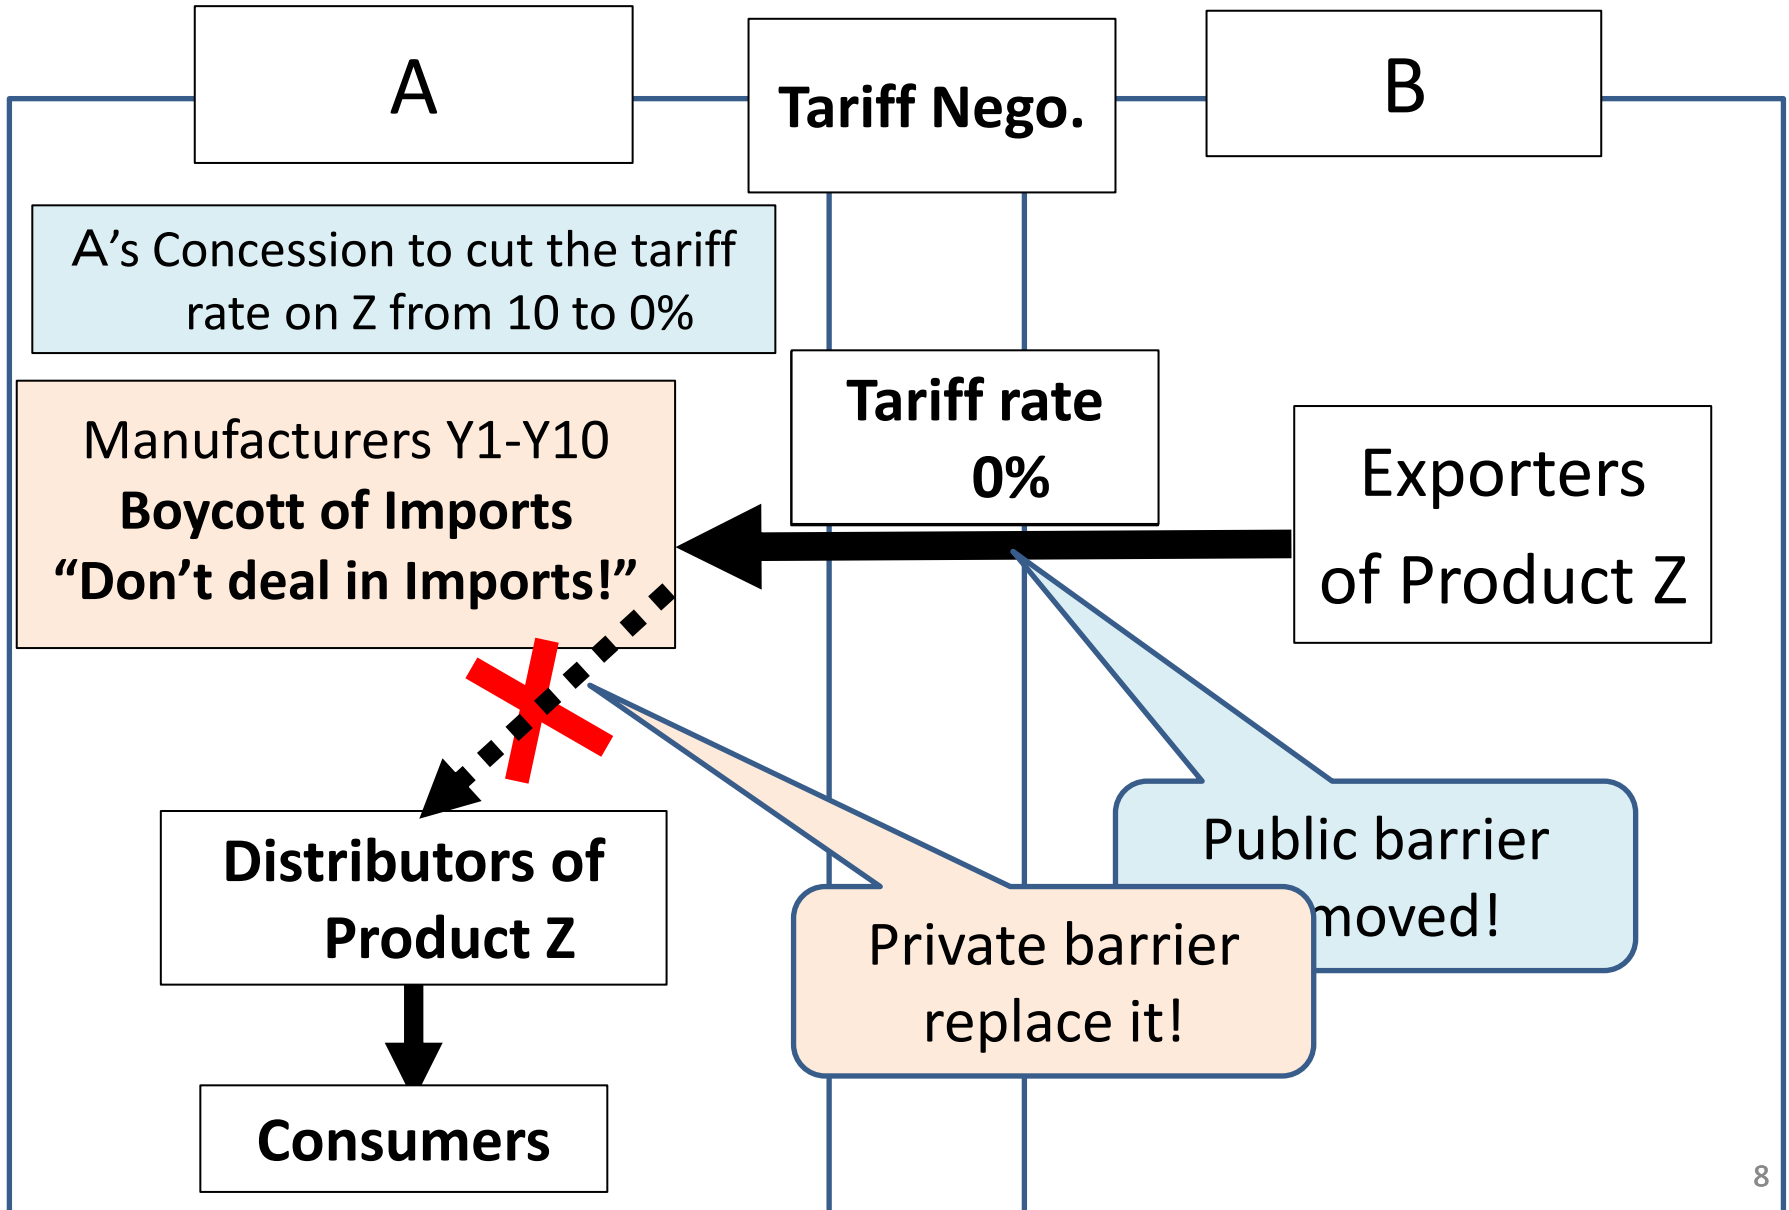 A
Tariff Nego.
B
A’s Concession to cut the tariff
rate on Z from 10 to 0%
Manufacturers Y1-Y10
Boycott of Imports
“Don’t deal in Imports!”
Tariff rate
0%
Exporters
of Product Z
Public barrier
moved!
Private barrier
replace it!
Distributors of
Product Z
Consumers
8